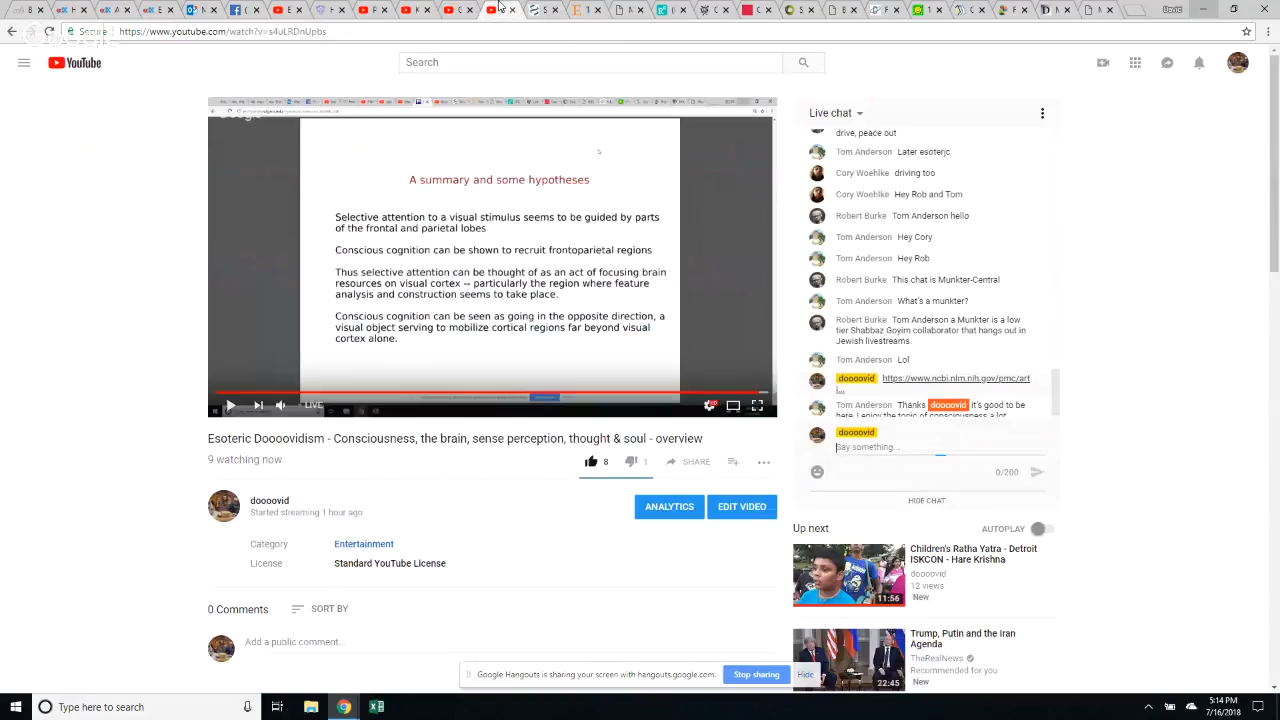 Secure
https://www.youtube.com/watch?v=s4uLRDnUpbs
YouTube
Search
A summary and some hypotheses
Selective attention to a visual stimulus seems to be guided by parts
of the frontal and parietal lobes
Conscious cognition can be shown to recruit frontoparietal regions
Thus selective attention can be thought of as an act of focusing brain
resources on visual cortex -- particularly the region where feature
analysis and construction seems to take place.
Conscious cognition can be seen as going in the opposite direction, a
visual object serving to mobilize cortical regions far beyond visual
cortex alone.
LIVE
Esoteric Doooovidism - Consciousness, the brain, sense perception, thought & soul - overview
9 watching now
8
1
SHARE
doooovid
Started streaming 1 hour ago
ANALYTICS
EDIT VIDEO
Category
Entertainment
License
Standard YouTube License
0 Comments
SORT BY
Add a public comment...
Live chat
drive, peace out
Tom Anderson Later esoterjc
Cory Woehlke driving too
Cory Woehlke Hey Rob and Tom
Robert Burke Tom Anderson hello
Tom Anderson Hey Cory
Tom Anderson Hey Rob
Robert Burke This chat is Munkter-Central
Tom Anderson What's a munkter?
Robert Burke Tom Anderson a Munkter is a low
tier Shabbaz Goyim collaborator that hangs out in
Jewish livestreams.
Tom Anderson Lol
doooovid https://www.ncbi.nlm.nih.gov/pmc/art
i...
Tom Anderson Thanks doooovid it's good to be
here. I enjoy the topic of consciousness a lot
doooovid
Say something...
0/200
HIDE CHAT
Up next
AUTOPLAY
Children's Ratha Yatra - Detroit
ISKCON - Hare Krishna
doooovid
12 views
New
11:56
Trump, Putin and the Iran
Agenda
TheRealNews
Recommended for you
New
22:45
Google Hangouts is sharing your screen with hangouts.google.com.
Stop sharing
Hide
Type here to search
5:14 PM
7/16/2018